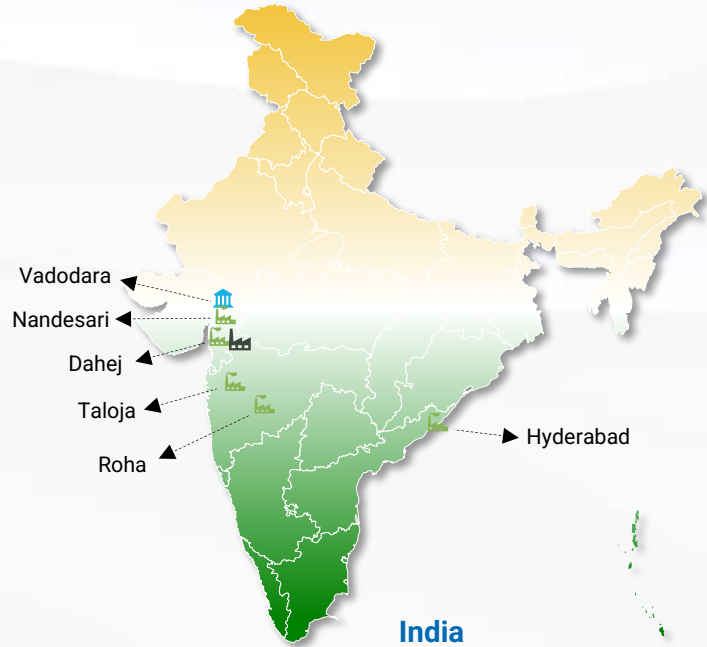 Vadodara
Nandesari
Dahej
Taloja
Roha
Hyderabad
India